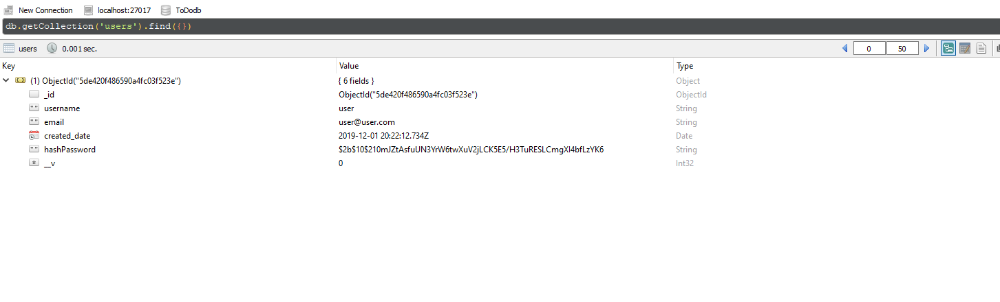 New Connection localhost:27017 ToDodb
db.getCollection('users').find({})
users 0.001 sec. 0 50
Key Value Type
(1) ObjectId("5de420f486590a4fc03f523e") { 6 fields } Object
_id ObjectId("5de420f486590a4fc03f523e") ObjectId
" " username user String
" " email user@user.com String
created_date 2019-12-01 20:22:12.734Z Date
" " hashPassword $2b$10$210mJZtAsfuUN3YrW6twXuV2jLCK5E5/H3TuRESLCmgXl4bfLzYK6 String
# __v 0 Int32